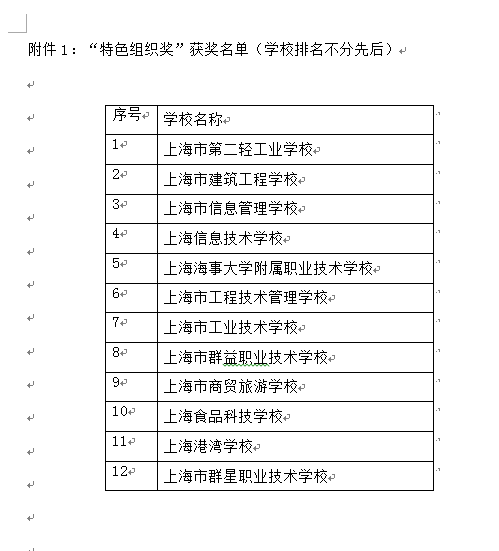 附件1：“特色组织奖”获奖名单（学校排名不分先后）
序号 学校名称
1 上海市第二轻工业学校
2 上海市建筑工程学校
3 上海市信息管理学校
4 上海信息技术学校
5 上海海事大学附属职业技术学校
6 上海市工程技术管理学校
7 上海市工业技术学校
8 上海市群益职业技术学校
9 上海市商贸旅游学校
10 上海食品科技学校
11 上海港湾学校
12 上海市群星职业技术学校